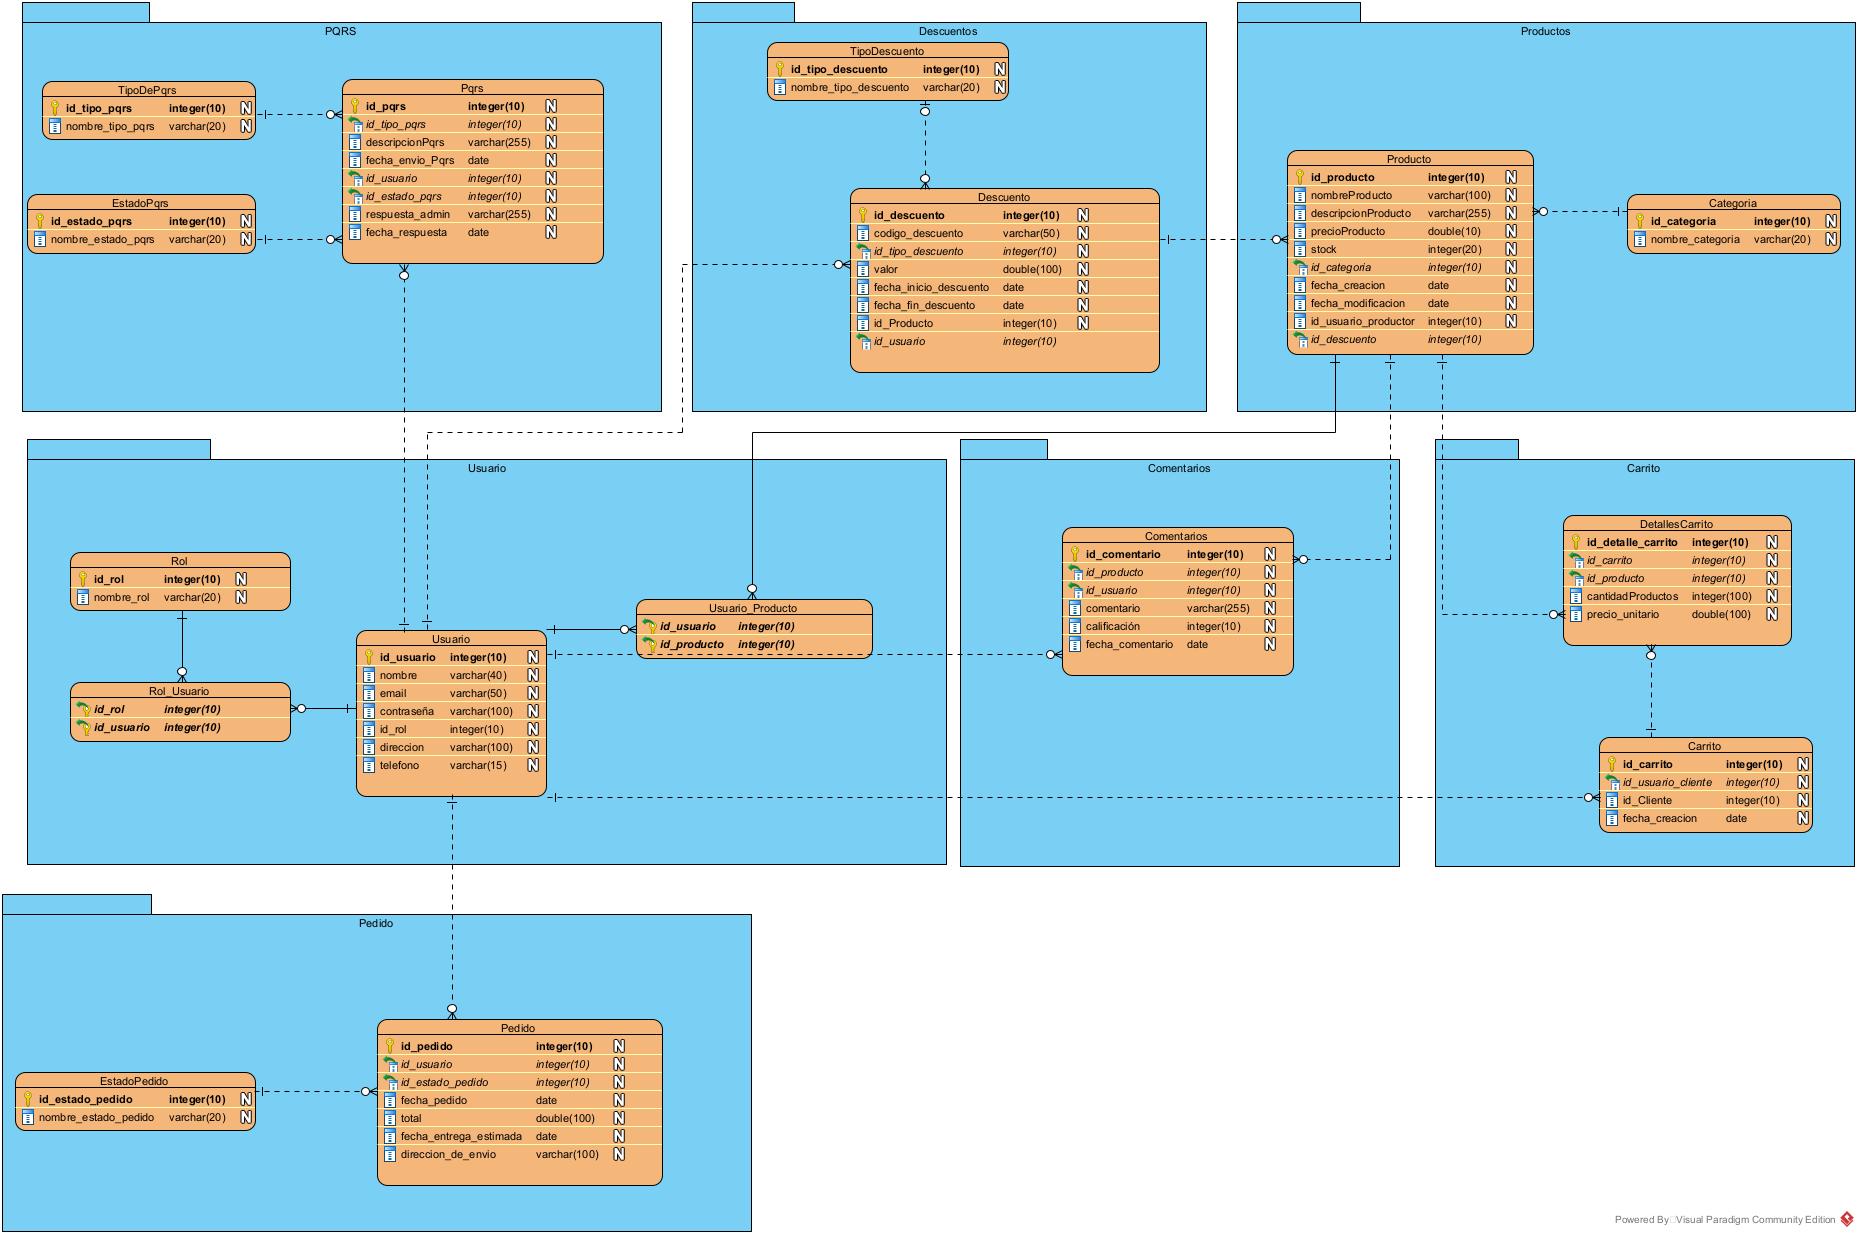 PQRS
TipoDePqrs
id_tipo_pqrs integer(10) N
nombre_tipo_pqrs varchar(20) N
EstadoPqrs
id_estado_pqrs integer(10) N
nombre_estado_pqrs varchar(20) N
Pqrs
id_pqrs integer(10) N
id_tipo_pqrs integer(10) N
descripcionPqrs varchar(255) N
fecha_envio_Pqrs date N
id_usuario integer(10) N
id_estado_pqrs integer(10) N
respuesta_admin varchar(255) N
fecha_respuesta date N
Descuentos
TipoDescuento
id_tipo_descuento integer(10) N
nombre_tipo_descuento varchar(20) N
Descuento
id_descuento integer(10) N
codigo_descuento varchar(50) N
id_tipo_descuento integer(10) N
valor double(100) N
fecha_inicio_descuento date N
fecha_fin_descuento date N
id_Producto integer(10) N
id_usuario integer(10)
Productos
Producto
id_producto integer(10) N
nombreProducto varchar(100) N
descripcionProducto varchar(255) N
precioProducto double(10) N
stock integer(20) N
id_categoria integer(10) N
fecha_creacion date N
fecha_modificacion date N
id_usuario_productor integer(10) N
id_descuento integer(10)
Categoria
id_categoria integer(10) N
nombre_categoria varchar(20) N
Usuario
Rol
id_rol integer(10) N
nombre_rol varchar(20) N
Rol_Usuario
id_rol integer(10)
id_usuario integer(10)
Usuario
id_usuario integer(10) N
nombre varchar(40) N
email varchar(50) N
contraseña varchar(100) N
id_rol integer(10) N
direccion varchar(100) N
telefono varchar(15) N
Usuario_Producto
id_usuario integer(10)
id_producto integer(10)
Comentarios
Comentarios
id_comentario integer(10) N
id_producto integer(10) N
id_usuario integer(10) N
comentario varchar(255) N
calificación integer(10) N
fecha_comentario date N
Carrito
DetallesCarrito
id_detalle_carrito integer(10) N
id_carrito integer(10) N
id_producto integer(10) N
cantidadProductos integer(100) N
precio_unitario double(100) N
Carrito
id_carrito integer(10) N
id_usuario_cliente integer(10) N
id_Cliente integer(10) N
fecha_creacion date N
Pedido
EstadoPedido
id_estado_pedido integer(10) N
nombre_estado_pedido varchar(20) N
Pedido
id_pedido integer(10) N
id_usuario integer(10) N
id_estado_pedido integer(10) N
fecha_pedido date N
total double(100) N
fecha_entrega_estimada date N
direccion_de_envio varchar(100) N
Powered By Visual Paradigm Community Edition